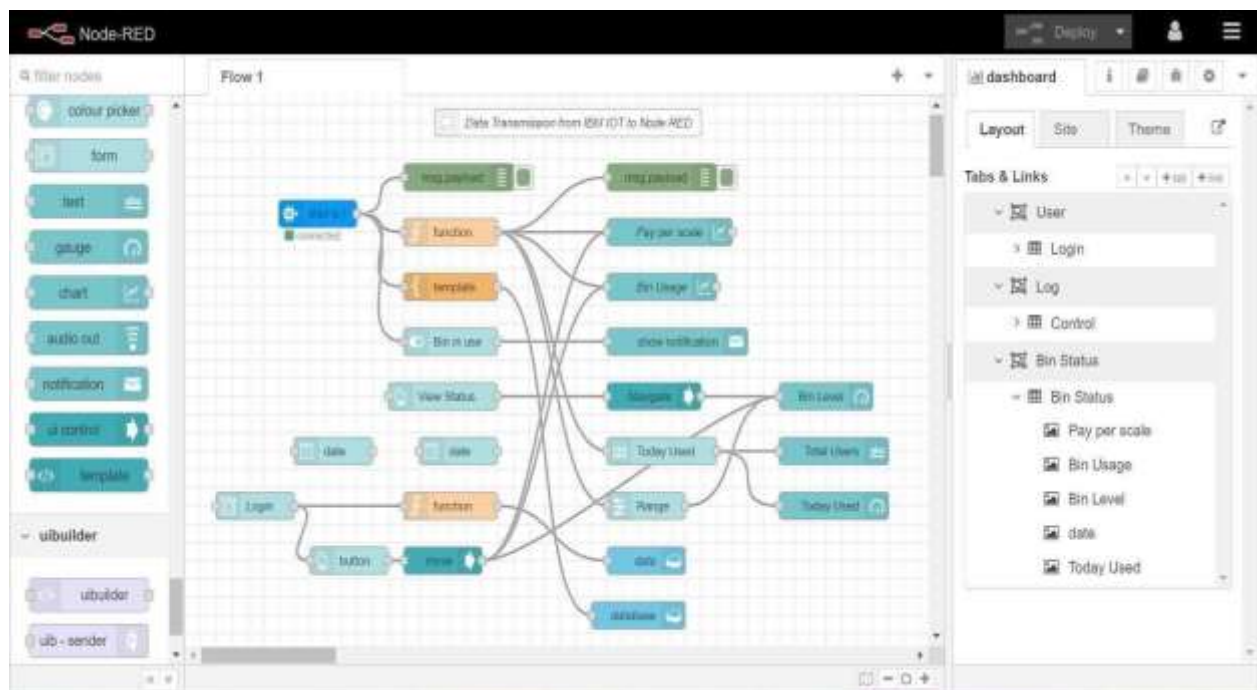 Node-RED
Deploy
filter nodes
colour picker
form
text
gauge
chart
audio out
notification
ui control
template
uibuilder
uibuilder
uib - sender
Flow 1
Data Transmission from IBM IOT to Node-RED
msg.payload
msg.payload
connected
function
Pay per scale
template
Bin Usage
Bin in use
show notification
View Status
Navigate
Bin Level
date
date
Today Used
Total Users
Login
function
Range
Today Used
button
data
database
dashboard
Layout
Site
Theme
Tabs & Links
User
Login
Log
Control
Bin Status
Bin Status
Pay per scale
Bin Usage
Bin Level
date
Today Used